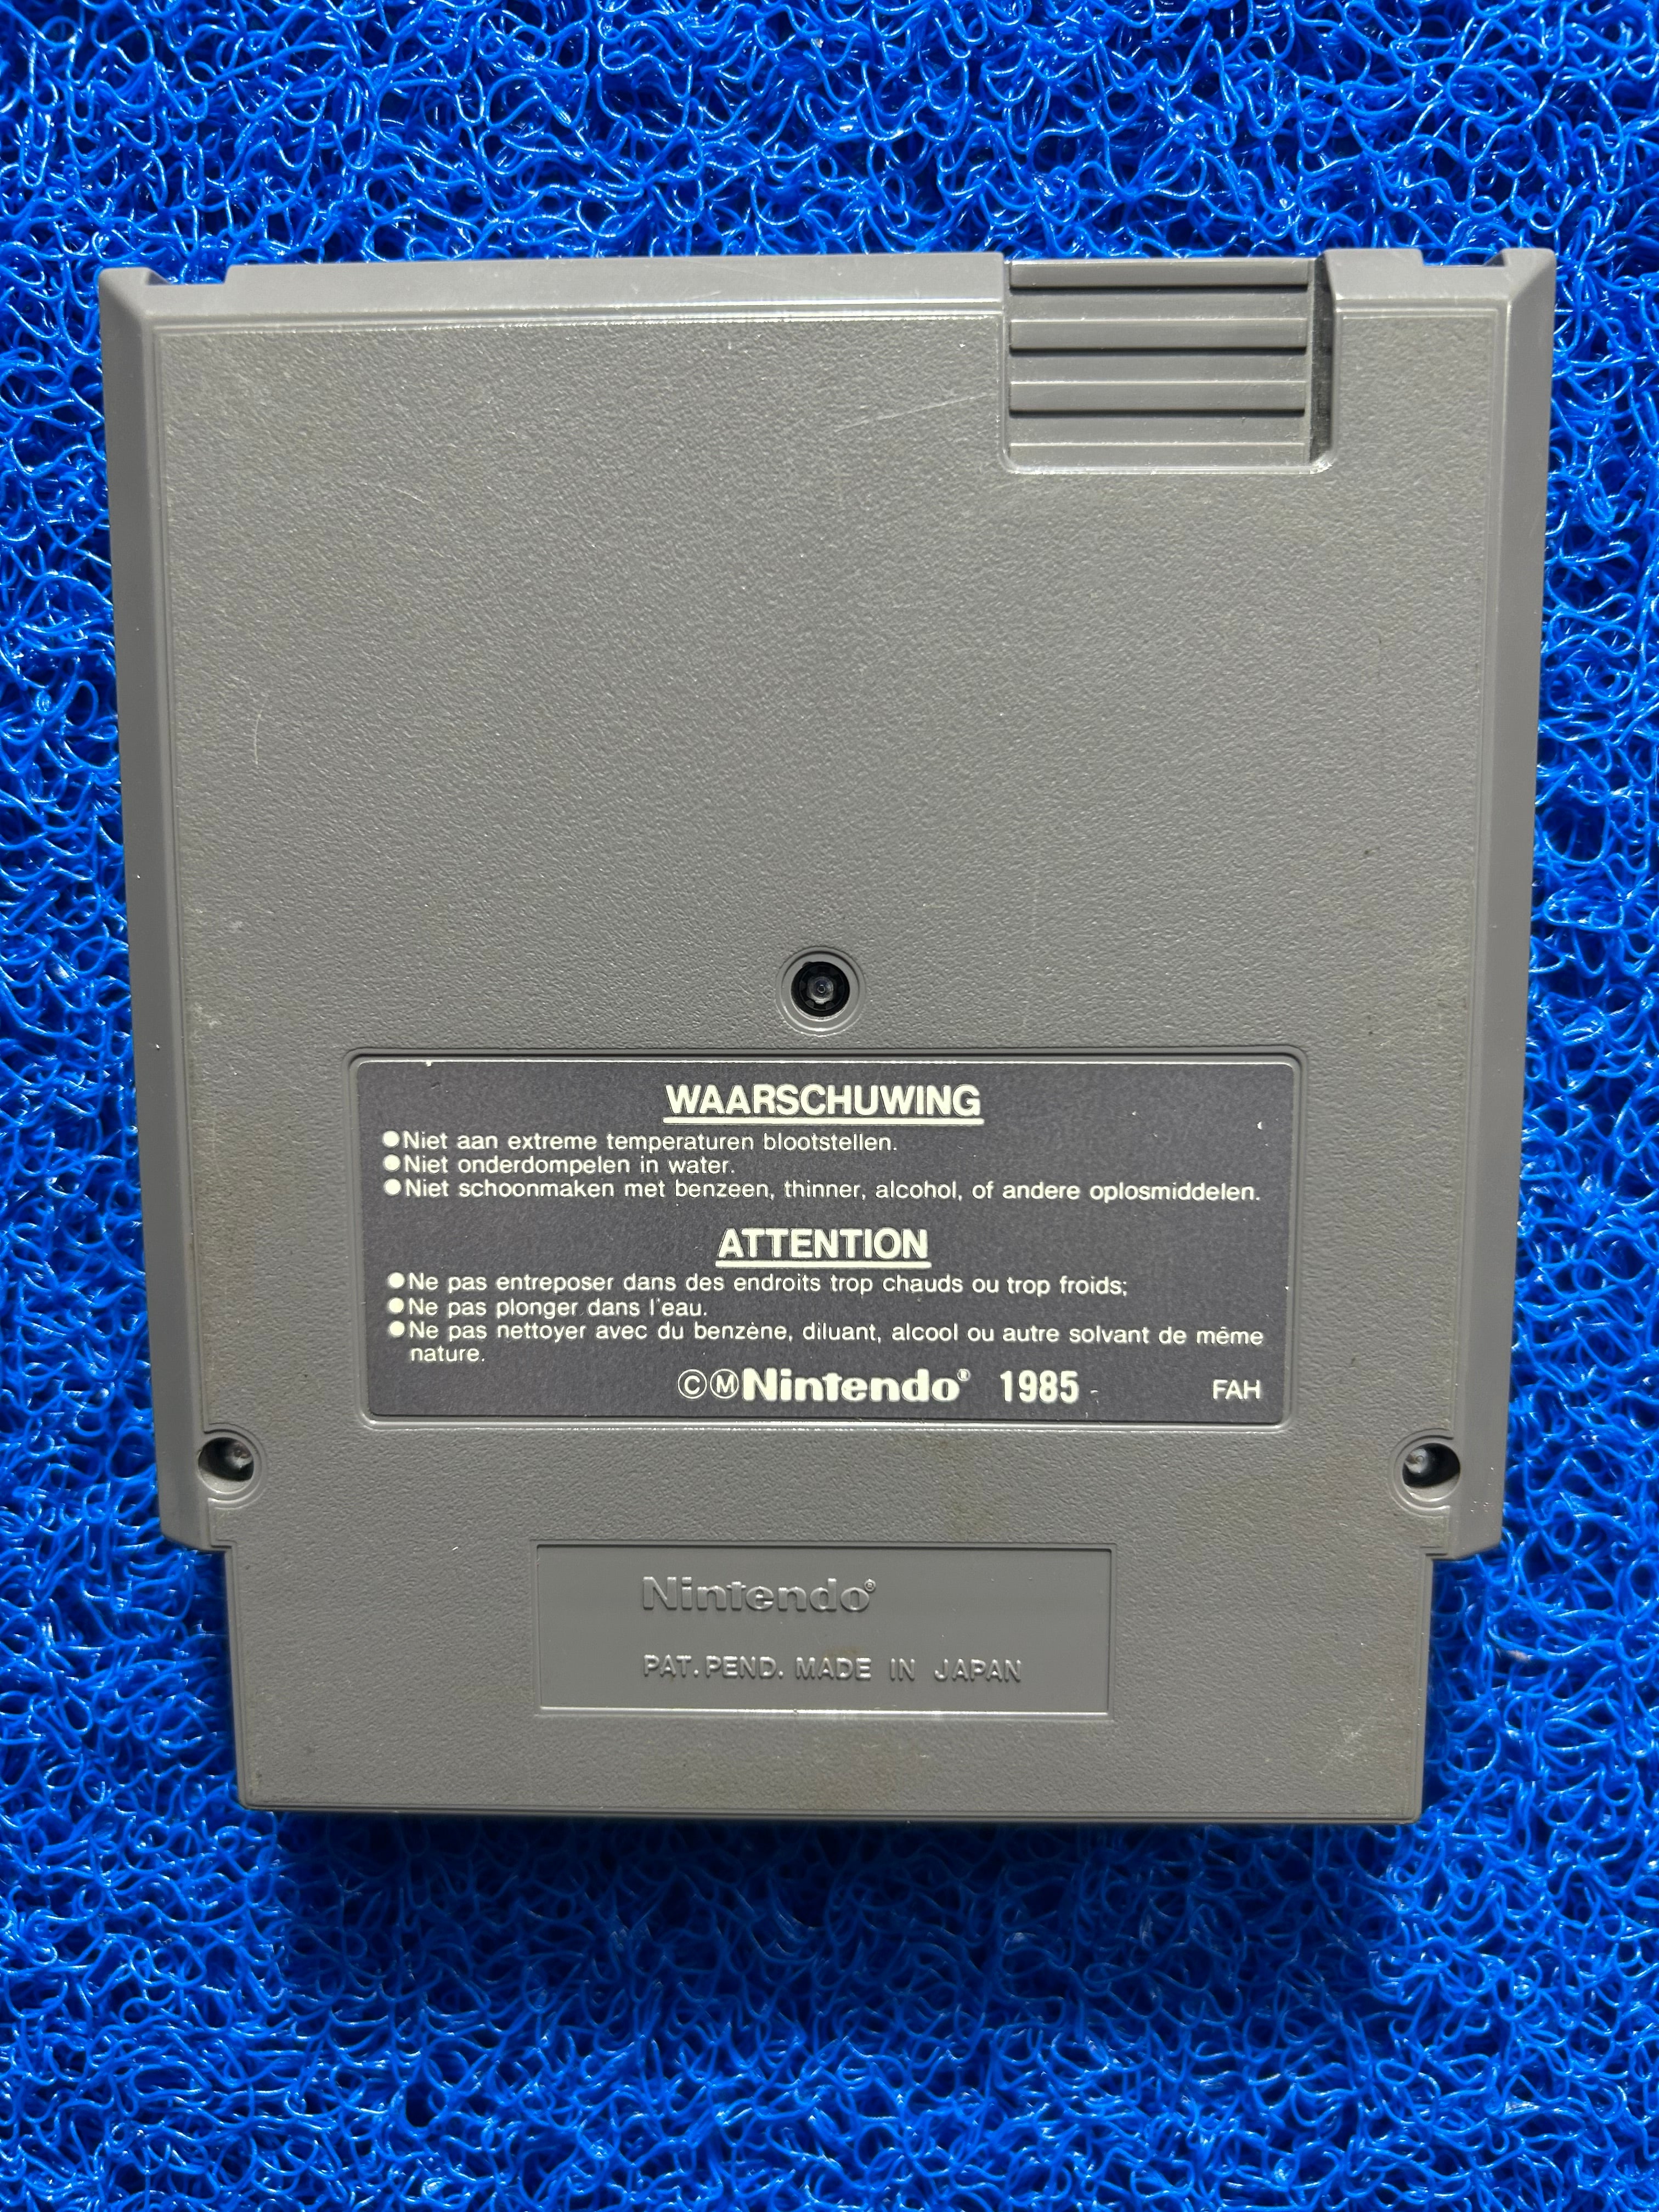 WAARSCHUWING
●Niet aan extreme temperaturen blootstellen.
●Niet onderdompelen in water.
●Niet schoonmaken met benzeen, thinner, alcohol, of andere oplosmiddelen.
ATTENTION
●Ne pas entreposer dans des endroits trop chauds ou trop froids;
●Ne pas plonger dans l'eau.
●Ne pas nettoyer avec du benzène, diluant, alcool ou autre solvant de même
nature.
ⒸⓂNintendo® 1985 FAH
Nintendo®
PAT. PEND. MADE IN JAPAN